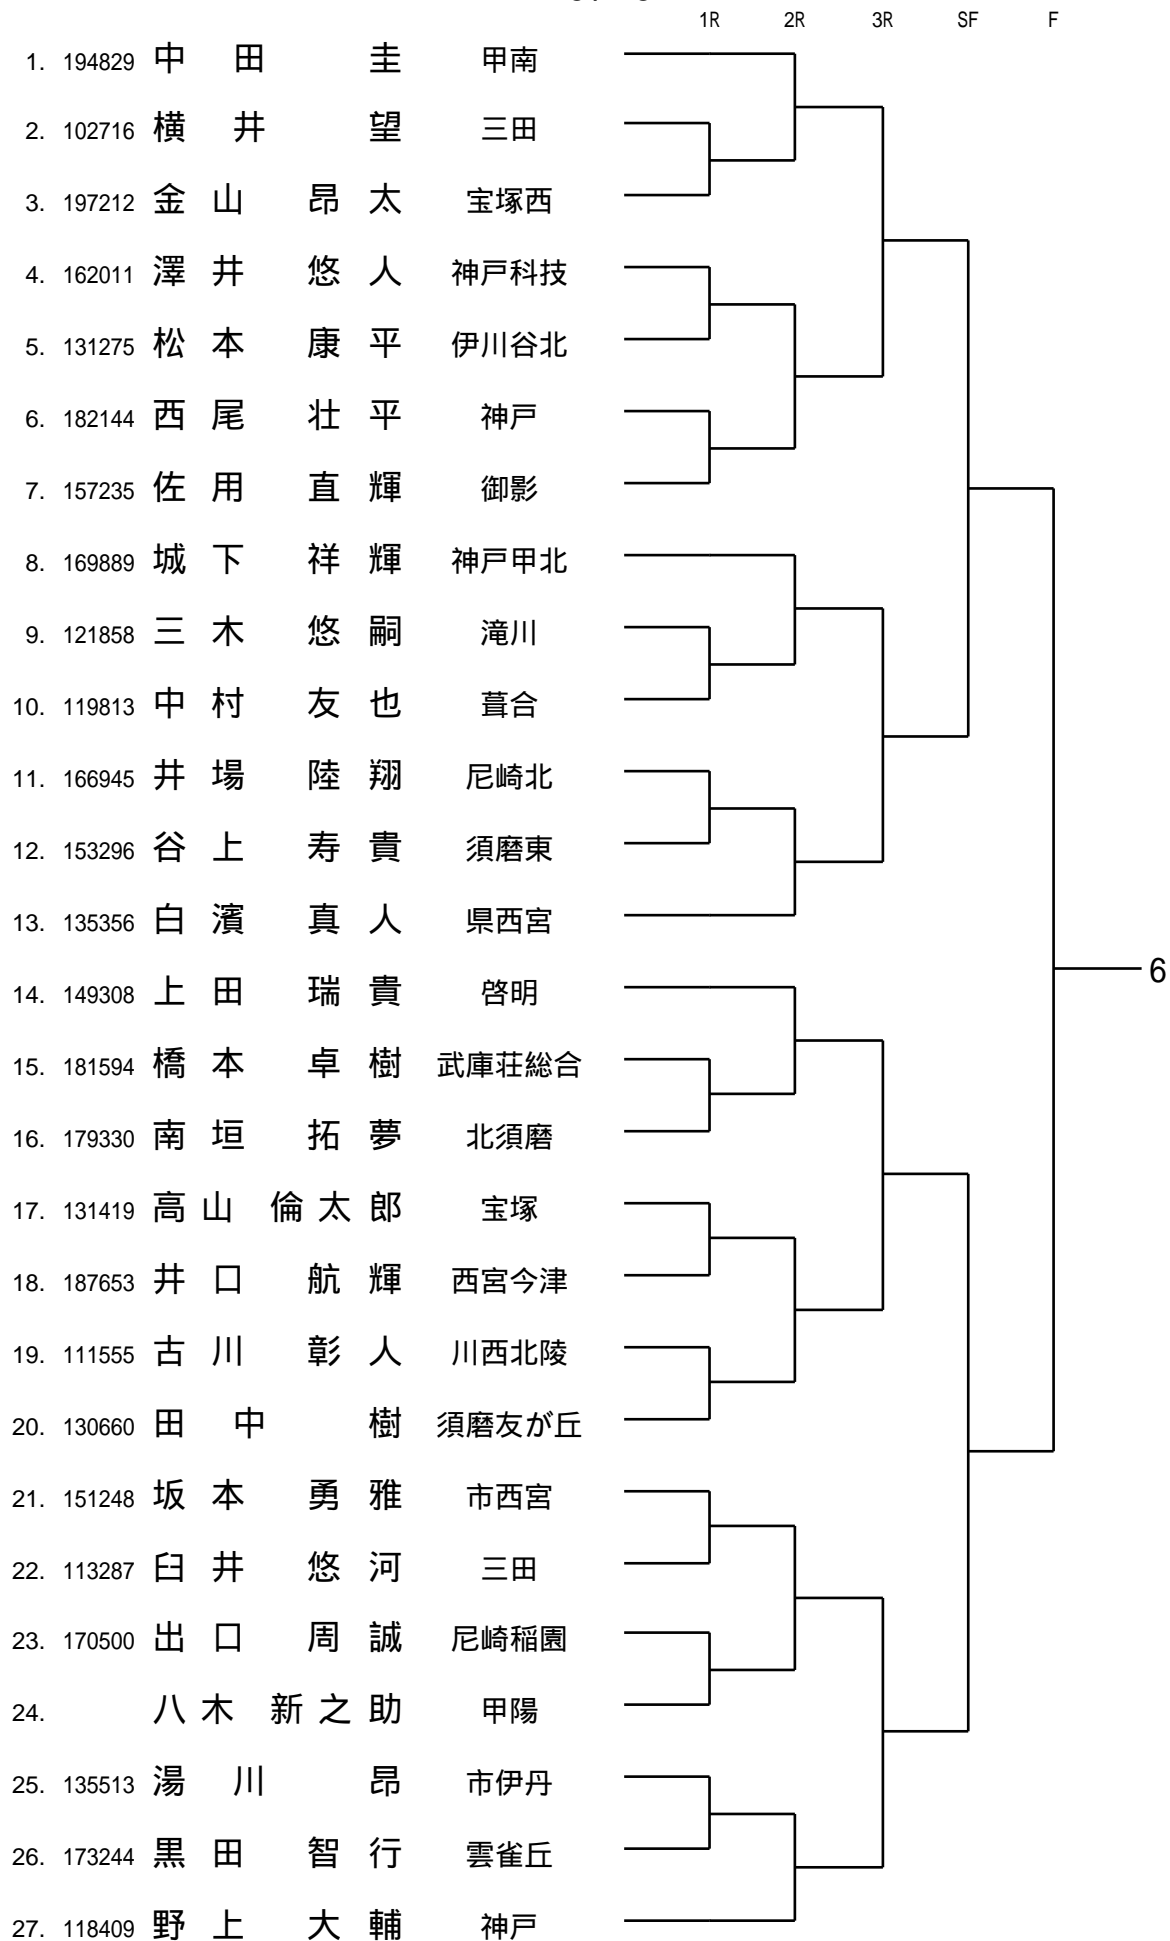 1R 2R 3R SF F
1. 194829 中田 圭 甲南
2. 102716 横井 望 三田
3. 197212 金山 昂太 宝塚西
4. 162011 澤井 悠人 神戸科技
5. 131275 松本 康平 伊川谷北
6. 182144 西尾 壮平 神戸
7. 157235 佐用 直輝 御影
8. 169889 城下 祥輝 神戸甲北
9. 121858 三木 悠嗣 滝川
10. 119813 中村 友也 葺合
11. 166945 井場 陸翔 尼崎北
12. 153296 谷上 寿貴 須磨東
13. 135356 白濱 真人 県西宮
6
14. 149308 上田 瑞貴 啓明
15. 181594 橋本 卓樹 武庫荘総合
16. 179330 南垣 拓夢 北須磨
17. 131419 高山 倫太郎 宝塚
18. 187653 井口 航輝 西宮今津
19. 111555 古川 彰人 川西北陵
20. 130660 田中 樹 須磨友が丘
21. 151248 坂本 勇雅 市西宮
22. 113287 臼井 悠河 三田
23. 170500 出口 周誠 尼崎稲園
24. 八木 新之助 甲陽
25. 135513 湯川 昂 市伊丹
26. 173244 黒田 智行 雲雀丘
27. 118409 野上 大輔 神戸